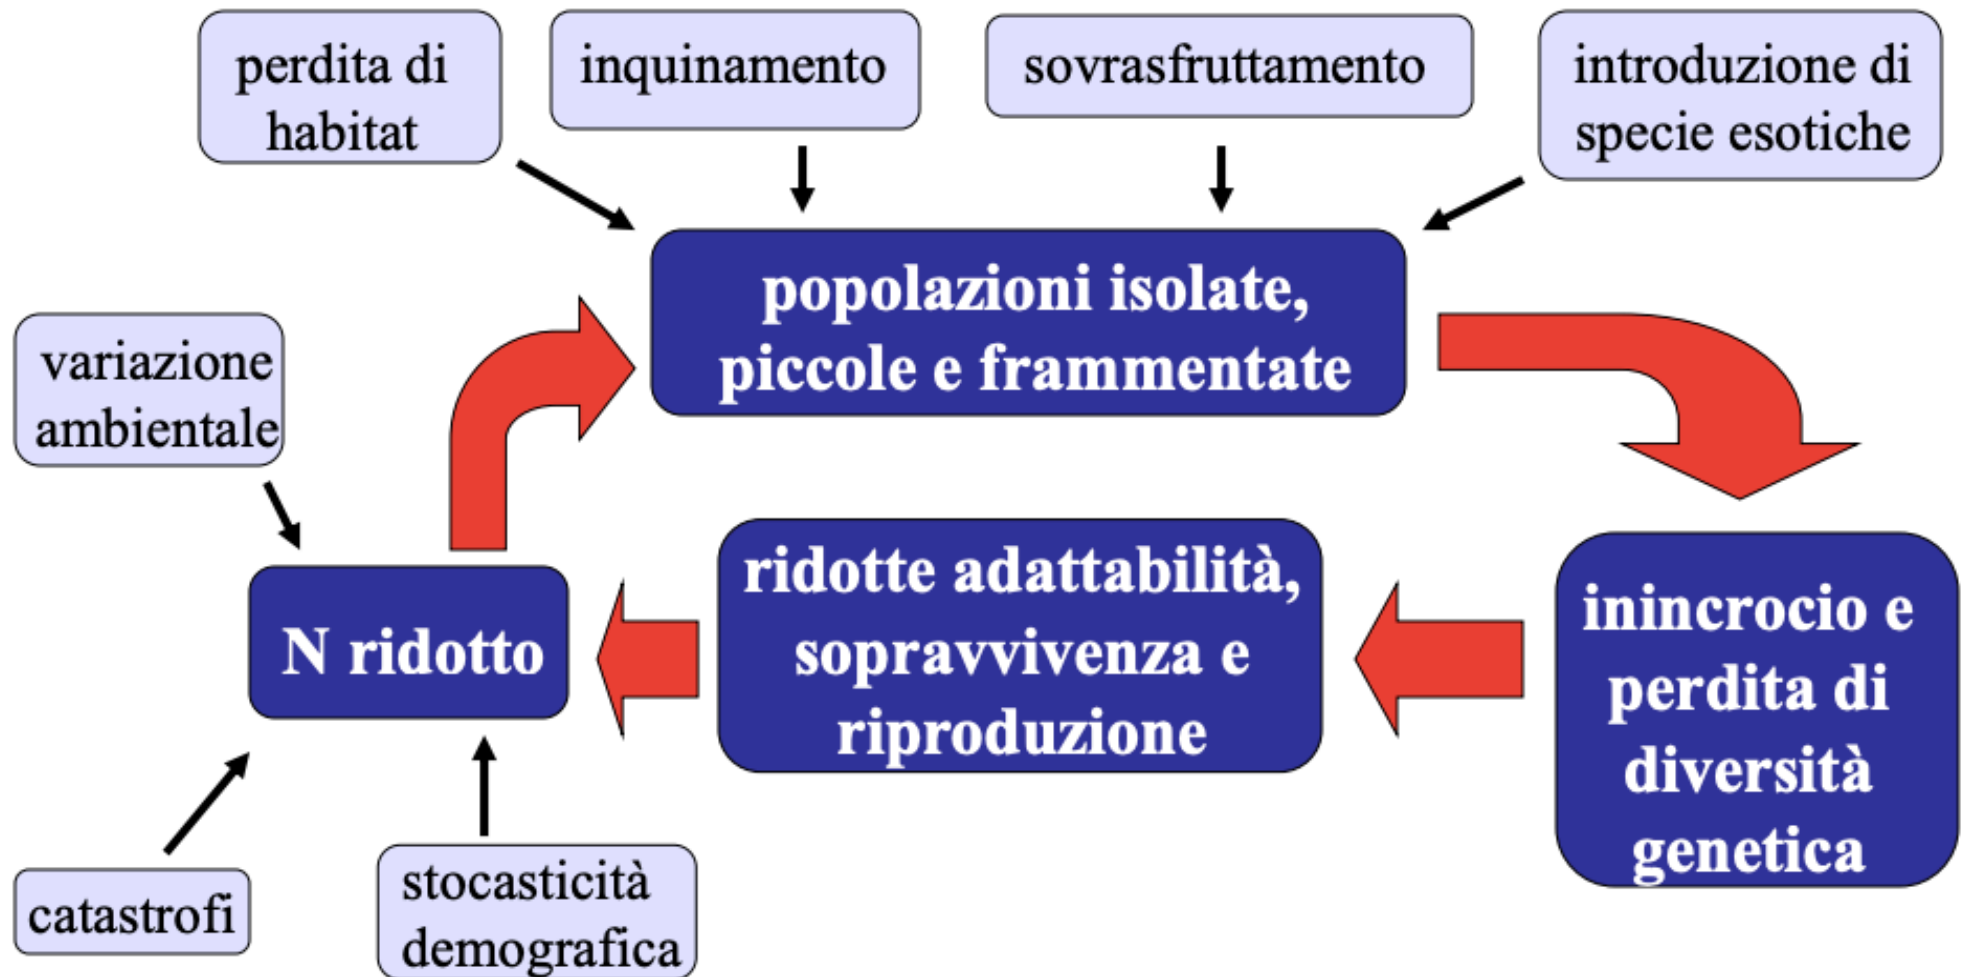 perdita di
habitat
inquinamento
sovrasfruttamento
introduzione di
specie esotiche
popolazioni isolate,
piccole e frammentate
variazione
ambientale
N ridotto
ridotte adattabilità,
sopravvivenza e
riproduzione
inincrocio e
perdita di
diversità
genetica
catastrofi
stocasticità
demografica